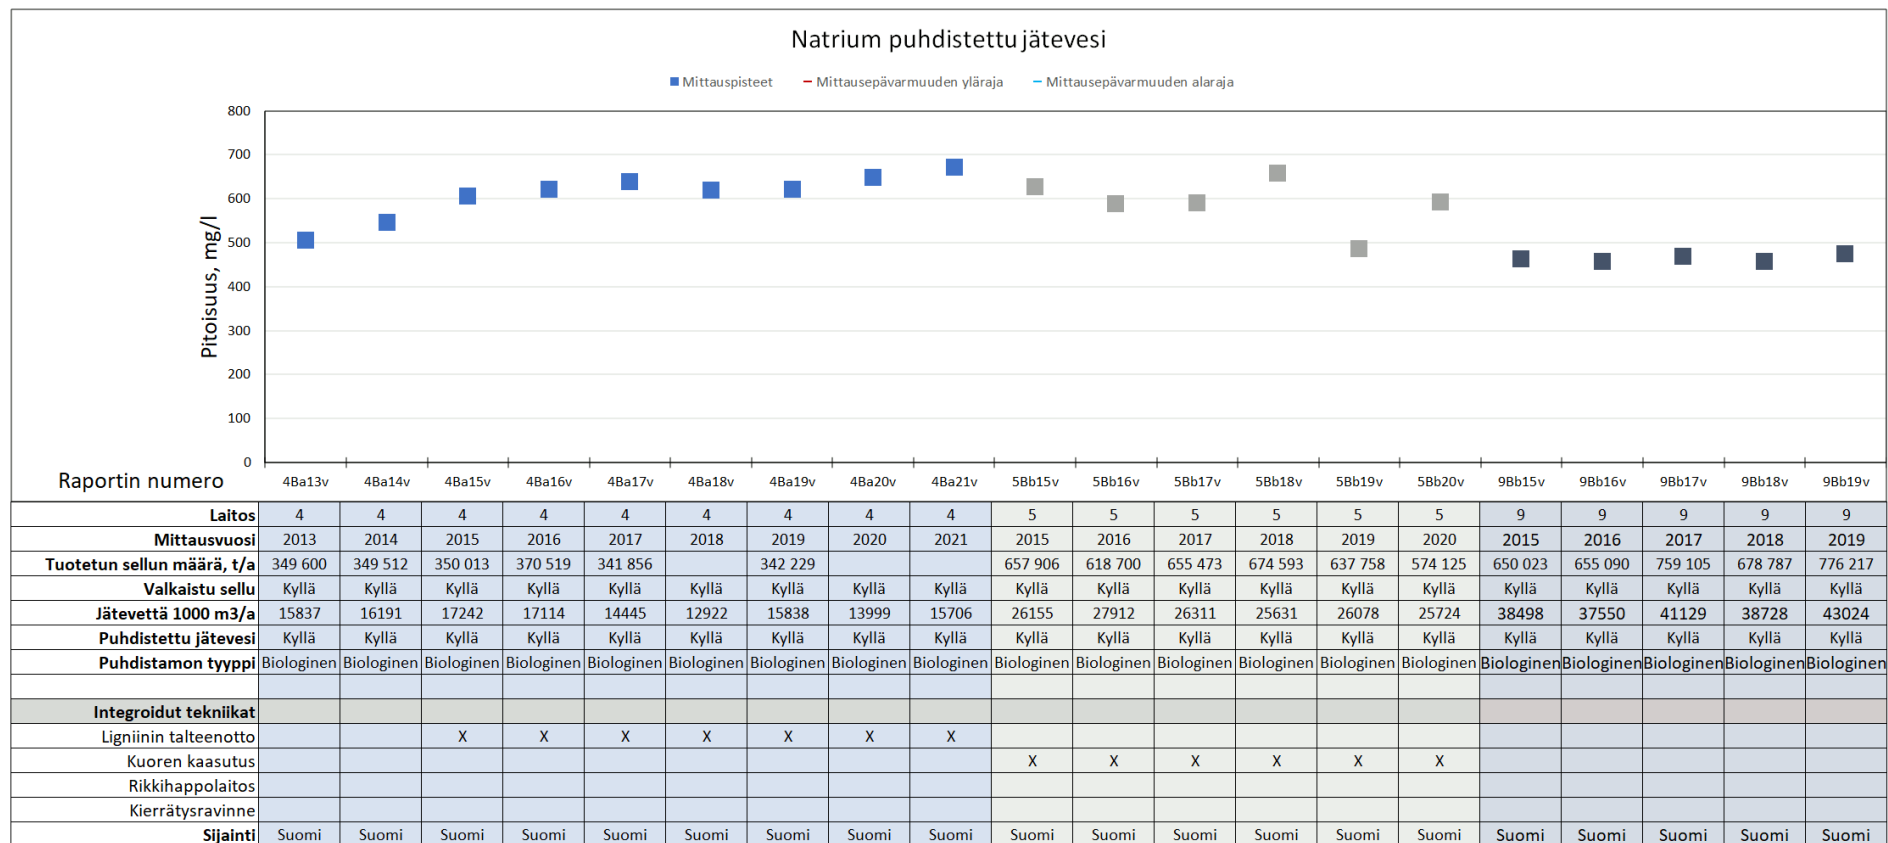 Natrium puhdistettu jätevesi
Mittauspisteet Mittausepävarmuuden yläraja Mittausepävarmuuden alaraja
Pitoisuus, mg/l
800
700
600
500
400
300
200
100
0
Raportin numero 4Ba13v 4Ba14v 4Ba15v 4Ba16v 4Ba17v 4Ba18v 4Ba19v 4Ba20v 4Ba21v 5Bb15v 5Bb16v 5Bb17v 5Bb18v 5Bb19v 5Bb20v 9Bb15v 9Bb16v 9Bb17v 9Bb18v 9Bb19v
Laitos 4 4 4 4 4 4 4 4 4 5 5 5 5 5 5 9 9 9 9 9
Mittausvuosi 2013 2014 2015 2016 2017 2018 2019 2020 2021 2015 2016 2017 2018 2019 2020 2015 2016 2017 2018 2019
Tuotetun sellun määrä, t/a 349 600 349 512 350 013 370 519 341 856 342 229 657 906 618 700 655 473 674 593 637 758 574 125 650 023 655 090 759 105 678 787 776 217
Valkaistu sellu Kyllä Kyllä Kyllä Kyllä Kyllä Kyllä Kyllä Kyllä Kyllä Kyllä Kyllä Kyllä Kyllä Kyllä Kyllä Kyllä Kyllä Kyllä Kyllä Kyllä
Jätevettä 1000 m3/a 15837 16191 17242 17114 14445 12922 15838 13999 15706 26155 27912 26311 25631 26078 25724 38498 37550 41129 38728 43024
Puhdistettu jätevesi Kyllä Kyllä Kyllä Kyllä Kyllä Kyllä Kyllä Kyllä Kyllä Kyllä Kyllä Kyllä Kyllä Kyllä Kyllä Kyllä Kyllä Kyllä Kyllä Kyllä
Puhdistamon tyyppi Biologinen Biologinen Biologinen Biologinen Biologinen Biologinen Biologinen Biologinen Biologinen Biologinen Biologinen Biologinen Biologinen Biologinen Biologinen Biologinen Biologinen Biologinen Biologinen Biologinen
Integroidut tekniikat
Ligniinin talteenotto X X X X X X X
Kuoren kaasutus X X X X X X
Rikkihappolaitos
Kierrätysravinne
Sijainti Suomi Suomi Suomi Suomi Suomi Suomi Suomi Suomi Suomi Suomi Suomi Suomi Suomi Suomi Suomi Suomi Suomi Suomi Suomi Suomi